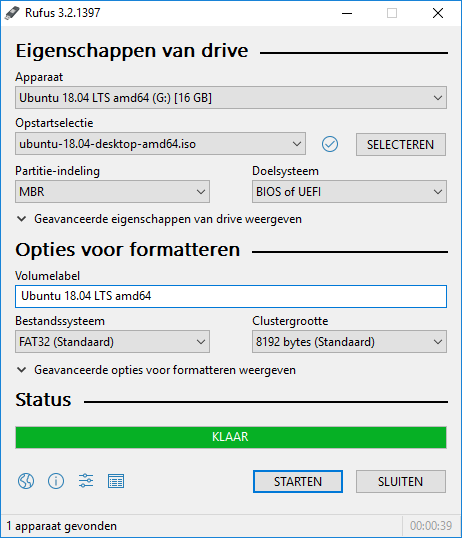 Rufus 3.2.1397
Eigenschappen van drive
Apparaat
Ubuntu 18.04 LTS amd64 (G:) [16 GB]
Opstartselectie
ubuntu-18.04-desktop-amd64.iso
SELECTEREN
Partitie-indeling Doelsysteem
MBR BIOS of UEFI
Geavanceerde eigenschappen van drive weergeven
Opties voor formatteren
Volumelabel
Ubuntu 18.04 LTS amd64
Bestandssysteem Clustergrootte
FAT32 (Standaard) 8192 bytes (Standaard)
Geavanceerde opties voor formatteren weergeven
Status
KLAAR
STARTEN SLUITEN
1 apparaat gevonden 00:00:39